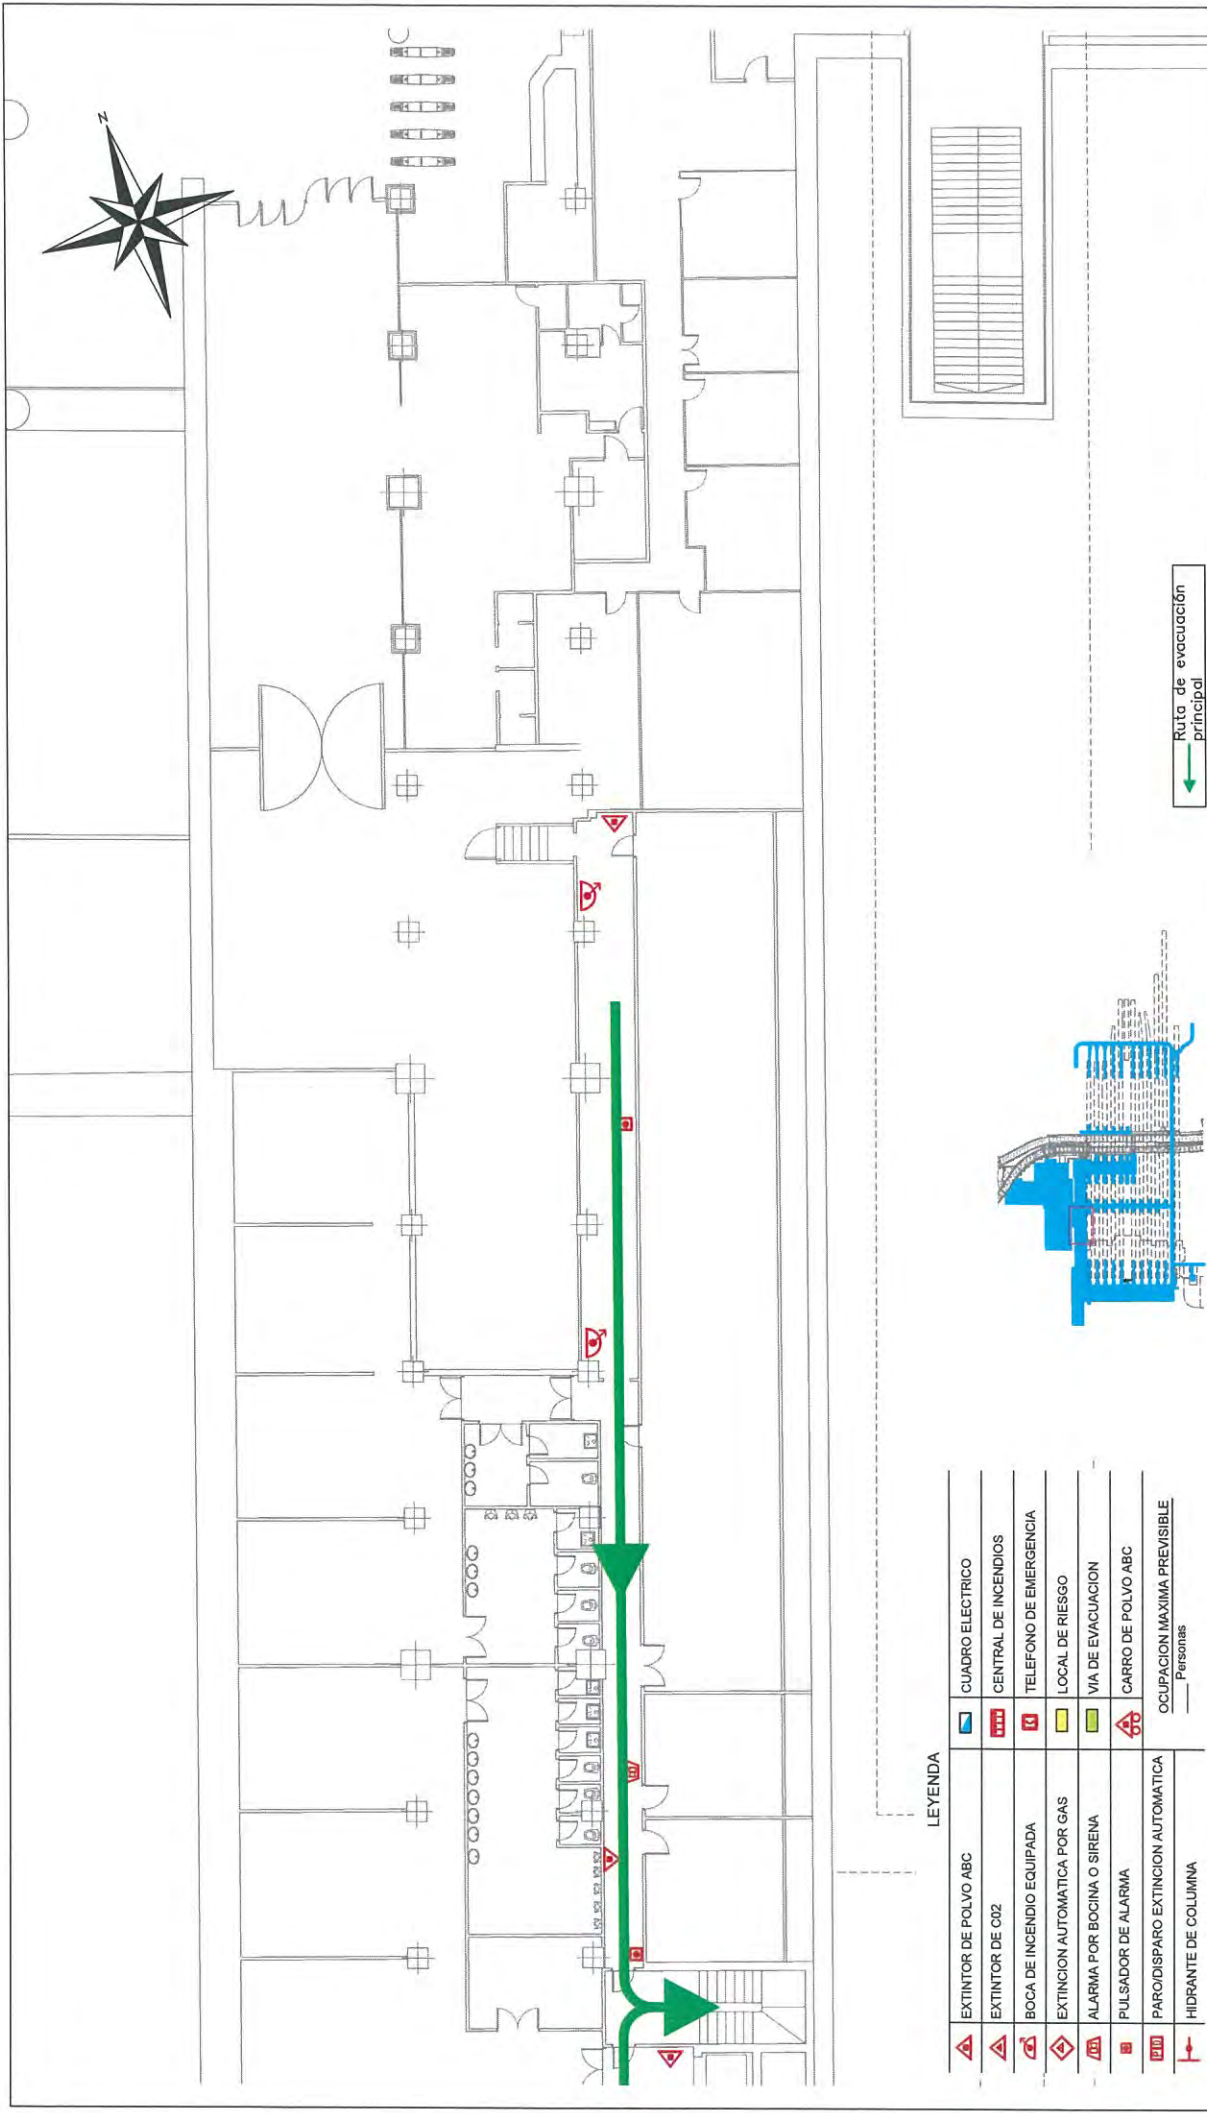 N
Ruta de evacuación
principal
LEYENDA
EXTINTOR DE POLVO ABC
CUADRO ELECTRICO
EXTINTOR DE C02
CENTRAL DE INCENDIOS
BOCA DE INCENDIO EQUIPADA
TELEFONO DE EMERGENCIA
EXTINCION AUTOMATICA POR GAS
LOCAL DE RIESGO
ALARMA POR BOCINA O SIRENA
VIA DE EVACUACION
PULSADOR DE ALARMA
CARRO DE POLVO ABC
PARO/DISPARO EXTINCION AUTOMATICA
OCUPACION MAXIMA PREVISIBLE
____ Personas
HIDRANTE DE COLUMNA